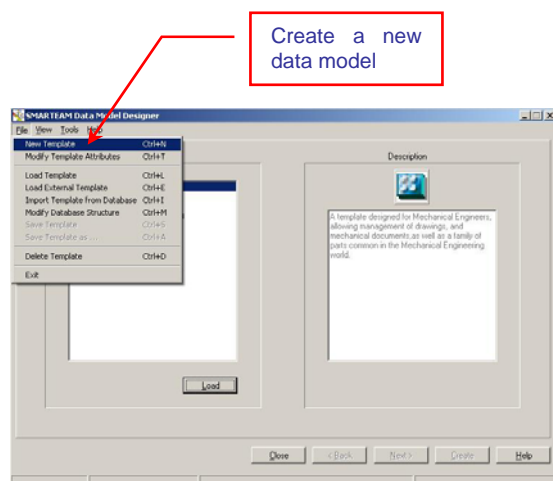 Create a new
data model
SMARTEAM Data Model Designer
File View Tools Help
New Template Ctrl+N
Modify Template Attributes Ctrl+T
Load Template Ctrl+L
Load External Template Ctrl+E
Import Template from Database Ctrl+I
Modify Database Structure Ctrl+M
Save Template Ctrl+S
Save Template as ... Ctrl+A
Delete Template Ctrl+D
Exit
Description
A template designed for Mechanical Engineers,
allowing management of drawings, and
mechanical documents,as well as a family of
parts common in the Mechanical Engineering
world.
Load
Close < Back Next > Create Help